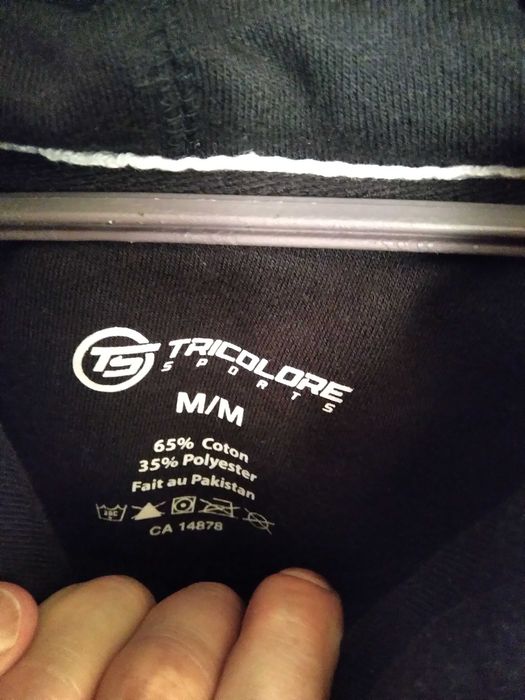 TS TRICOLORE
SPORTS
M/M
65% Coton
35% Polyester
Fait au Pakistan
CA 14878